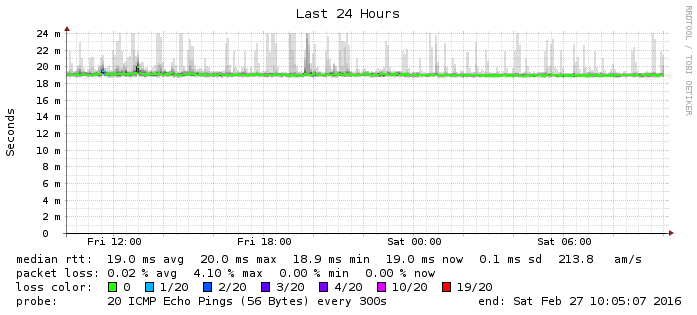 Last 24 Hours
RRDTOOL / TOBI OETIKER
Seconds
24 m
22 m
20 m
18 m
16 m
14 m
12 m
10 m
8 m
6 m
4 m
2 m
0
Fri 12:00 Fri 18:00 Sat 00:00 Sat 06:00
median rtt: 19.0 ms avg 20.0 ms max 18.9 ms min 19.0 ms now 0.1 ms sd 213.8 am/s
packet loss: 0.02 % avg 4.10 % max 0.00 % min 0.00 % now
loss color: 0 1/20 2/20 3/20 4/20 10/20 19/20
probe: 20 ICMP Echo Pings (56 Bytes) every 300s end: Sat Feb 27 10:05:07 2016